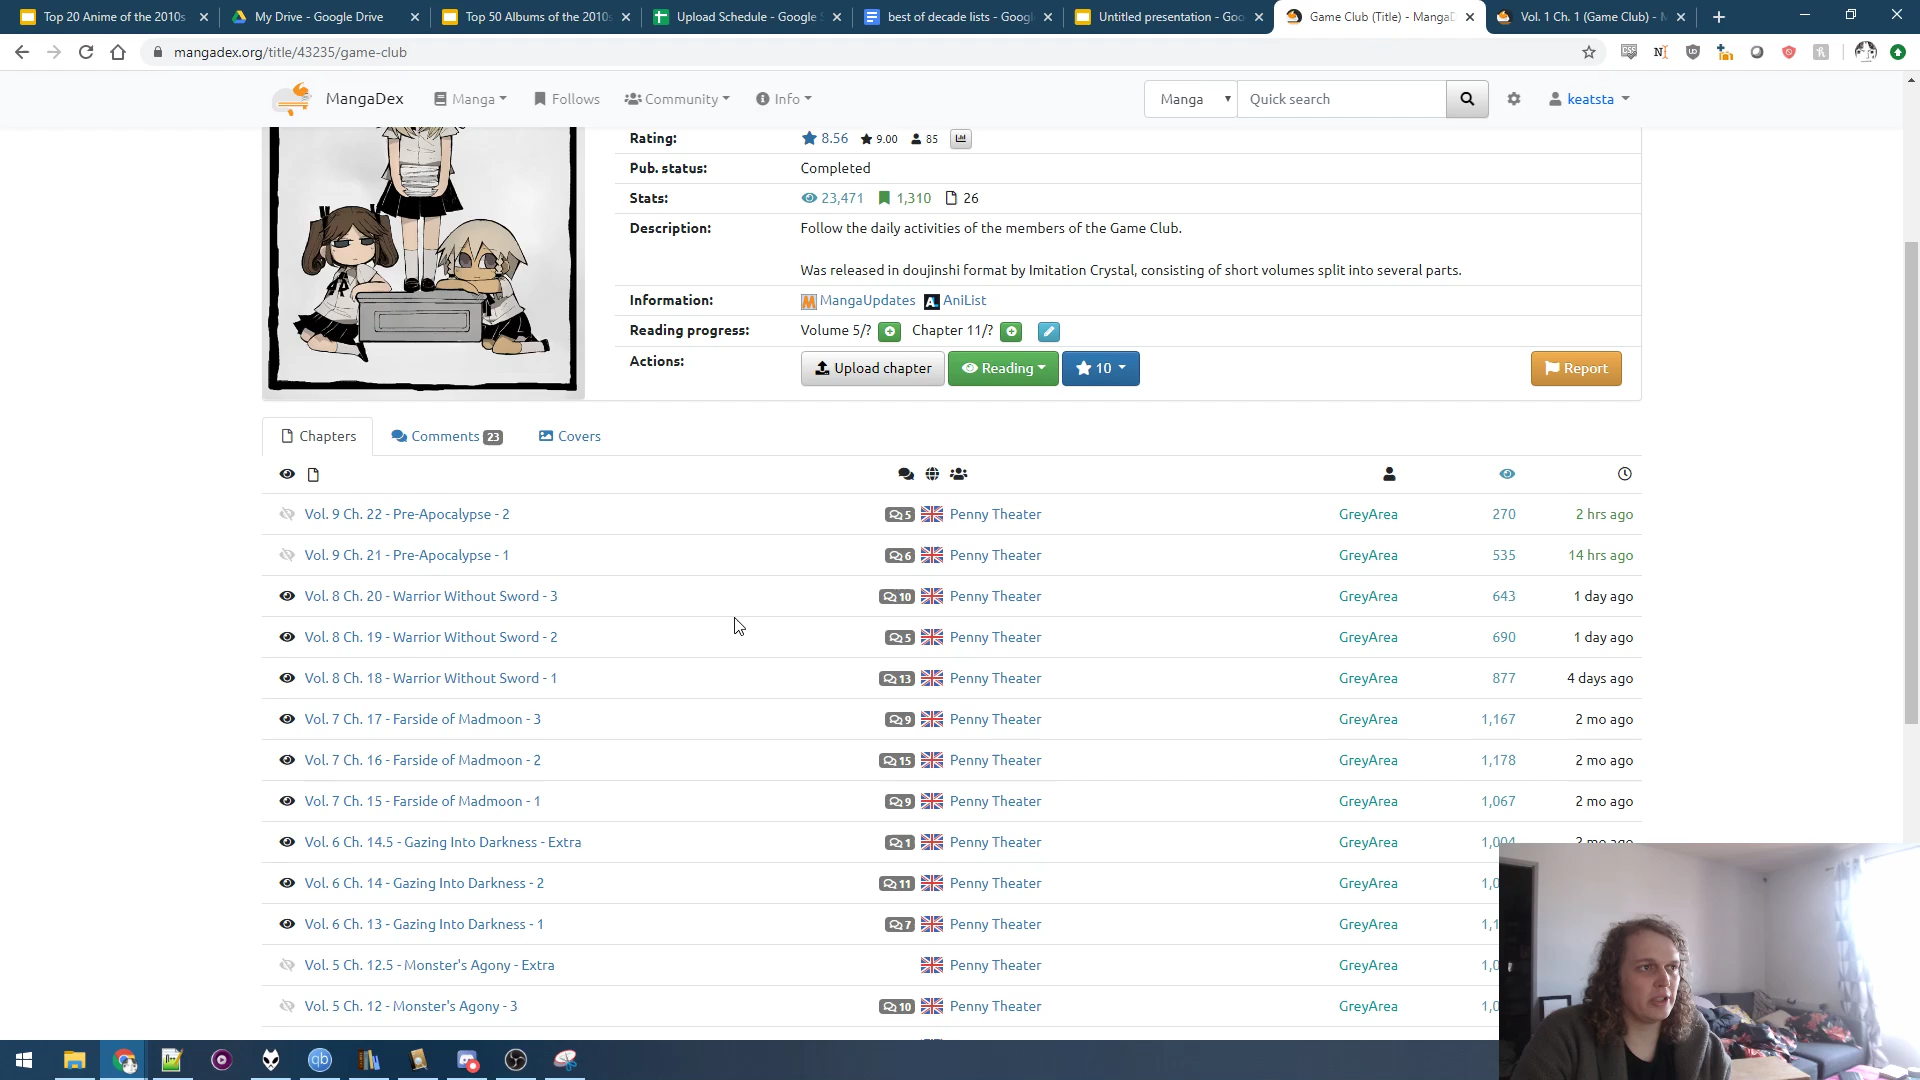 Top 20 Anime of the 2010s
My Drive - Google Drive
Top 50 Albums of the 2010s
Upload Schedule - Google S
best of decade lists - Googl
Untitled presentation - Goo
Game Club (Title) - MangaD
Vol. 1 Ch. 1 (Game Club) - M
mangadex.org/title/43235/game-club
MangaDex
Manga
Follows
Community
Info
Manga
Quick search
keatsta
Rating:
8.56
9.00
85
Pub. status:
Completed
Stats:
23,471
1,310
26
Description:
Follow the daily activities of the members of the Game Club.
Was released in doujinshi format by Imitation Crystal, consisting of short volumes split into several parts.
Information:
MangaUpdates
AniList
Reading progress:
Volume 5/?
Chapter 11/?
Actions:
Upload chapter
Reading
10
Report
Chapters
Comments 23
Covers
Vol. 9 Ch. 22 - Pre-Apocalypse - 2
5
Penny Theater
GreyArea
270
2 hrs ago
Vol. 9 Ch. 21 - Pre-Apocalypse - 1
6
Penny Theater
GreyArea
535
14 hrs ago
Vol. 8 Ch. 20 - Warrior Without Sword - 3
10
Penny Theater
GreyArea
643
1 day ago
Vol. 8 Ch. 19 - Warrior Without Sword - 2
5
Penny Theater
GreyArea
690
1 day ago
Vol. 8 Ch. 18 - Warrior Without Sword - 1
13
Penny Theater
GreyArea
877
4 days ago
Vol. 7 Ch. 17 - Farside of Madmoon - 3
9
Penny Theater
GreyArea
1,167
2 mo ago
Vol. 7 Ch. 16 - Farside of Madmoon - 2
15
Penny Theater
GreyArea
1,178
2 mo ago
Vol. 7 Ch. 15 - Farside of Madmoon - 1
9
Penny Theater
GreyArea
1,067
2 mo ago
Vol. 6 Ch. 14.5 - Gazing Into Darkness - Extra
1
Penny Theater
GreyArea
1,004
2 mo ago
Vol. 6 Ch. 14 - Gazing Into Darkness - 2
11
Penny Theater
GreyArea
1,0
Vol. 6 Ch. 13 - Gazing Into Darkness - 1
7
Penny Theater
GreyArea
1,1
Vol. 5 Ch. 12.5 - Monster's Agony - Extra
Penny Theater
GreyArea
1,0
Vol. 5 Ch. 12 - Monster's Agony - 3
10
Penny Theater
GreyArea
1,0
qb